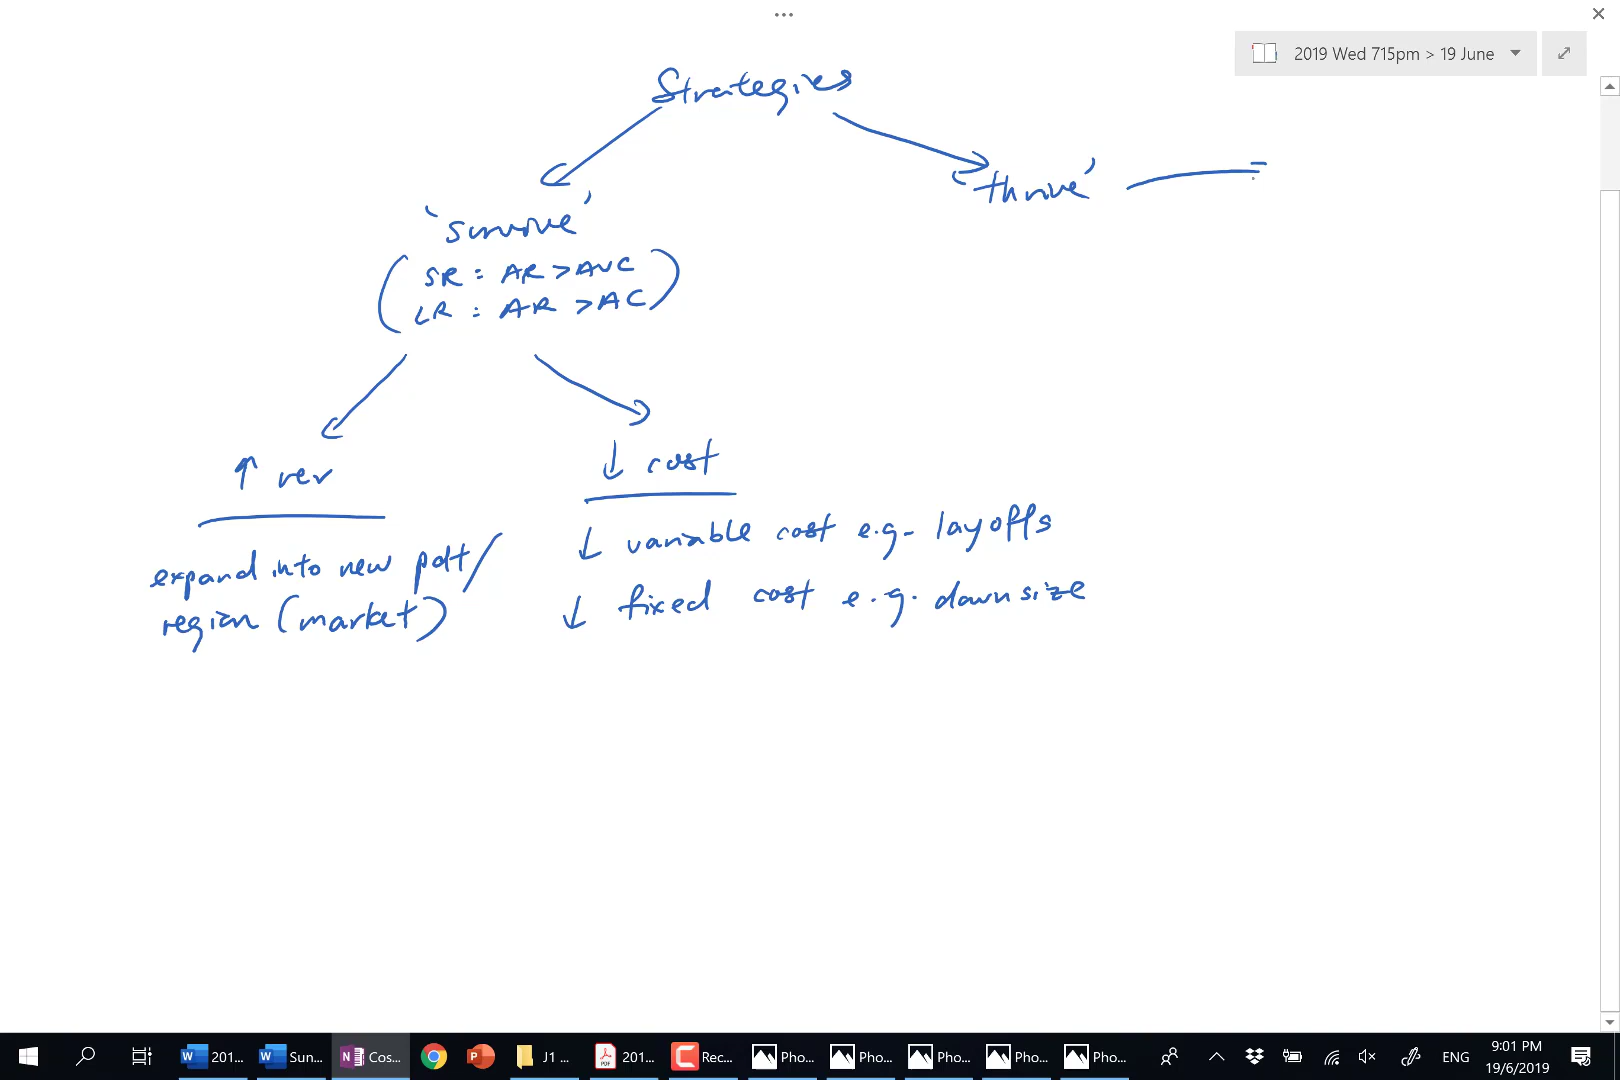 2019 Wed 715pm > 19 June
Strategies
'survive'
'thrive'
SR : AR > AVC
LR : AR > AC
↑ rev
↓ cost
expand into new pdt/
region (market)
↓ variable cost e.g. layoffs
↓ fixed cost e.g. downsize
201...
Sun...
Cos...
J1 ...
201...
Rec...
Pho...
Pho...
Pho...
Pho...
Pho...
ENG
9:01 PM
19/6/2019